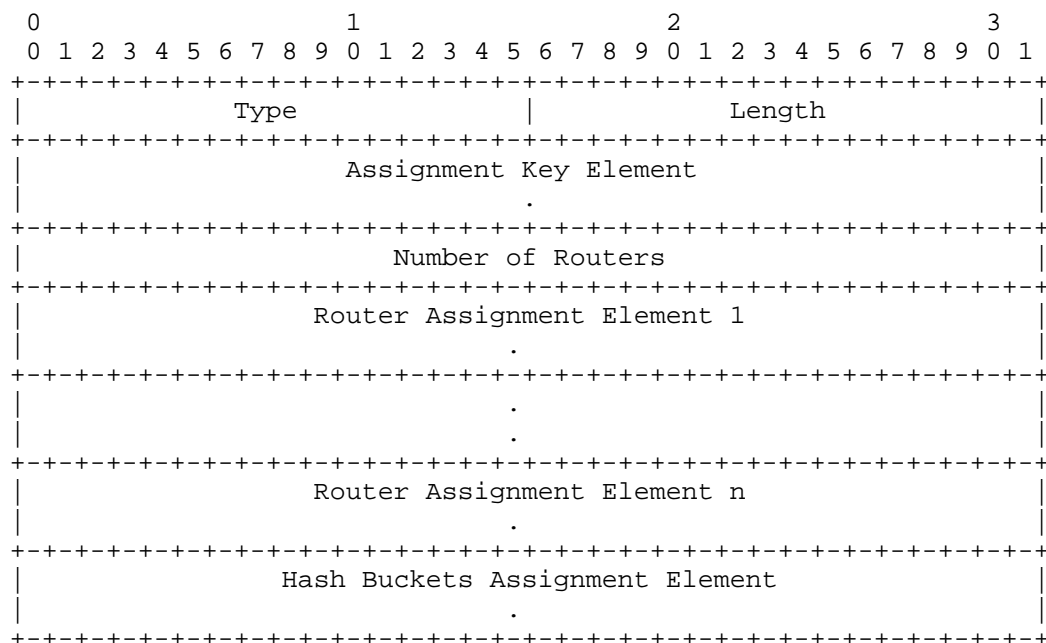 0 1 2 3
0 1 2 3 4 5 6 7 8 9 0 1 2 3 4 5 6 7 8 9 0 1 2 3 4 5 6 7 8 9 0 1
+-+-+-+-+-+-+-+-+-+-+-+-+-+-+-+-+-+-+-+-+-+-+-+-+-+-+-+-+-+-+-+-+
| Type | Length |
+-+-+-+-+-+-+-+-+-+-+-+-+-+-+-+-+-+-+-+-+-+-+-+-+-+-+-+-+-+-+-+-+
| Assignment Key Element |
| . |
+-+-+-+-+-+-+-+-+-+-+-+-+-+-+-+-+-+-+-+-+-+-+-+-+-+-+-+-+-+-+-+-+
| Number of Routers |
+-+-+-+-+-+-+-+-+-+-+-+-+-+-+-+-+-+-+-+-+-+-+-+-+-+-+-+-+-+-+-+-+
| Router Assignment Element 1 |
| . |
+-+-+-+-+-+-+-+-+-+-+-+-+-+-+-+-+-+-+-+-+-+-+-+-+-+-+-+-+-+-+-+-+
| . |
| . |
+-+-+-+-+-+-+-+-+-+-+-+-+-+-+-+-+-+-+-+-+-+-+-+-+-+-+-+-+-+-+-+-+
| Router Assignment Element n |
| . |
+-+-+-+-+-+-+-+-+-+-+-+-+-+-+-+-+-+-+-+-+-+-+-+-+-+-+-+-+-+-+-+-+
| Hash Buckets Assignment Element |
| . |
+-+-+-+-+-+-+-+-+-+-+-+-+-+-+-+-+-+-+-+-+-+-+-+-+-+-+-+-+-+-+-+-+